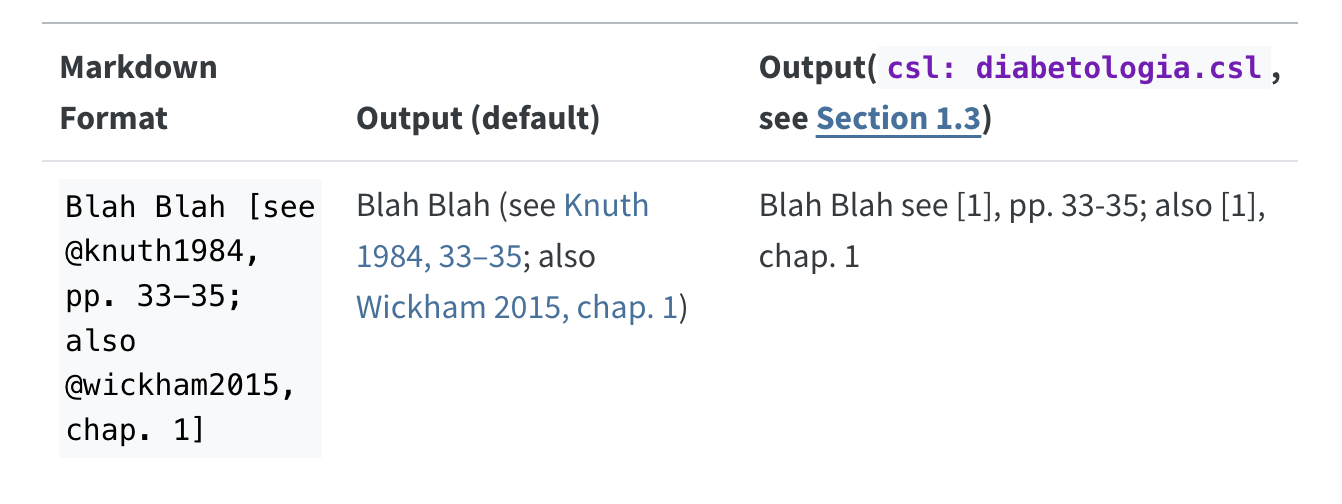 Markdown
Format
Output (default)
Output( csl: diabetologia.csl ,
see Section 1.3)
Blah Blah [see
@knuth1984,
pp. 33–35;
also
@wickham2015,
chap. 1]
Blah Blah (see Knuth
1984, 33–35; also
Wickham 2015, chap. 1)
Blah Blah see [1], pp. 33-35; also [1],
chap. 1